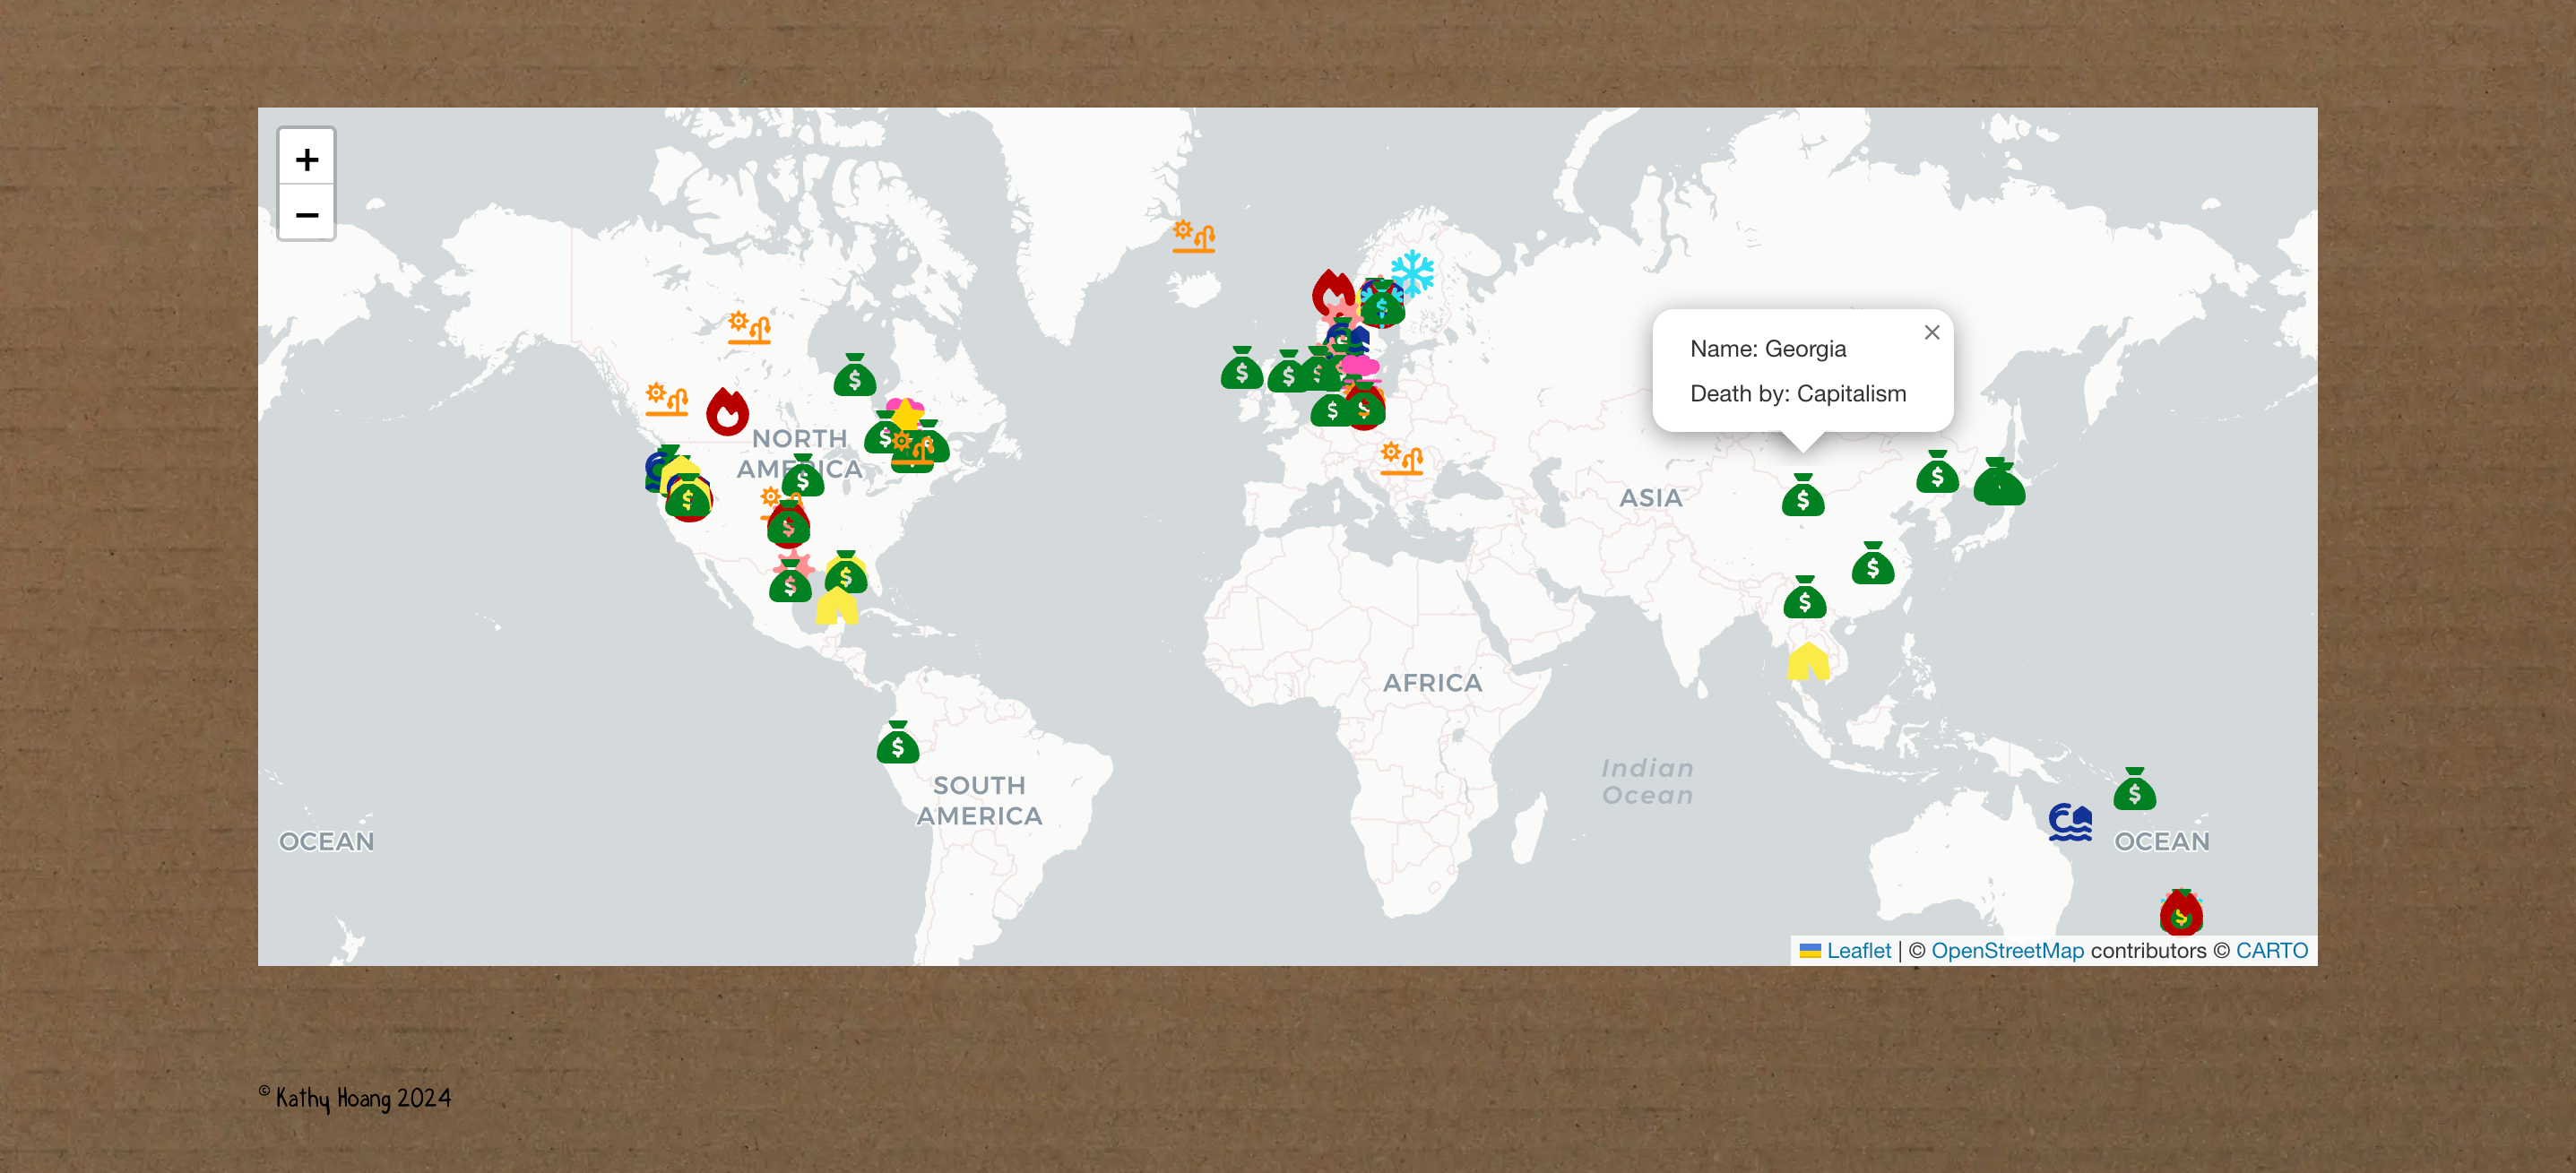 +
−
Name: Georgia
×
Death by: Capitalism
NORTH
AMERICA
ASIA
AFRICA
SOUTH
AMERICA
Indian
Ocean
OCEAN
OCEAN
Leaflet | © OpenStreetMap contributors © CARTO
© Kathy Hoang 2024